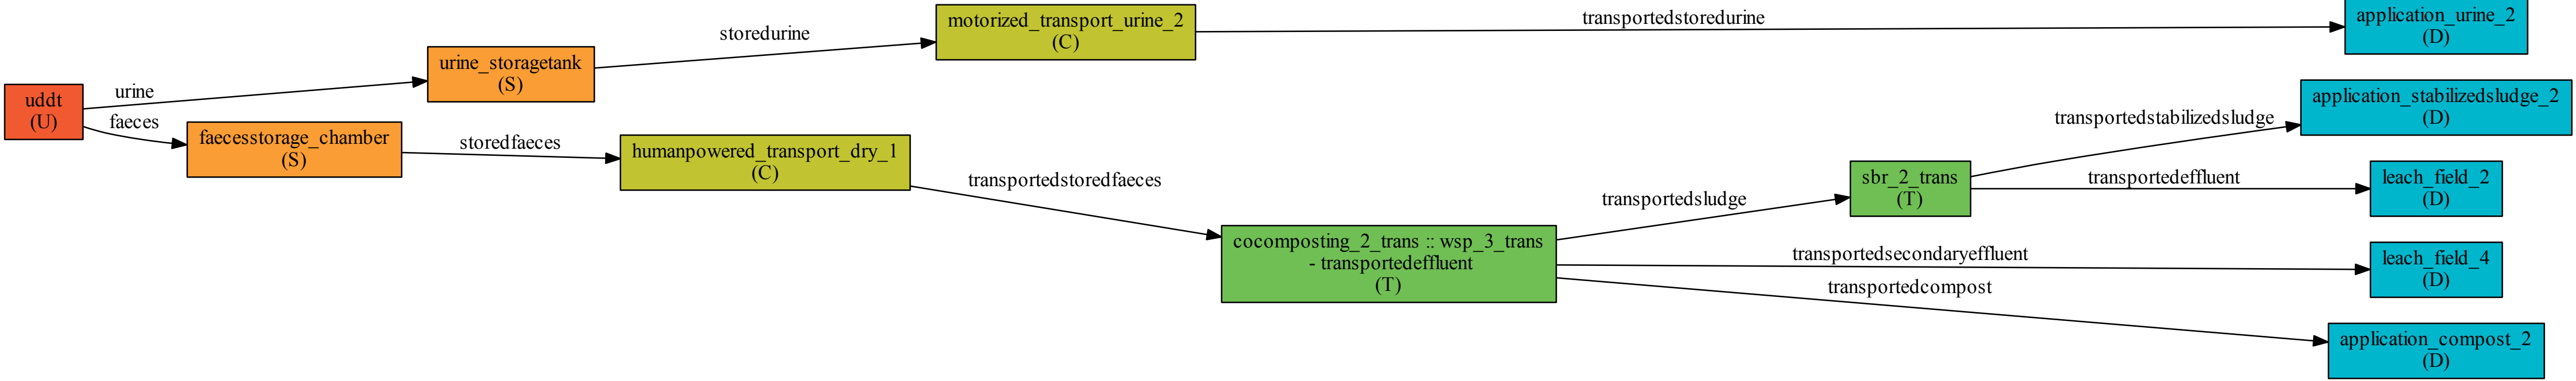 uddt
(U)
urine
faeces
urine_storagetank
(S)
faecesstorage_chamber
(S)
storedurine
storedfaeces
motorized_transport_urine_2
(C)
humanpowered_transport_dry_1
(C)
transportedstoredurine
transportedstoredfaeces
cocomposting_2_trans :: wsp_3_trans
- transportedeffluent
(T)
transportedsludge
transportedsecondaryeffluent
transportedcompost
sbr_2_trans
(T)
transportedstabilizedsludge
transportedeffluent
application_urine_2
(D)
application_stabilizedsludge_2
(D)
leach_field_2
(D)
leach_field_4
(D)
application_compost_2
(D)